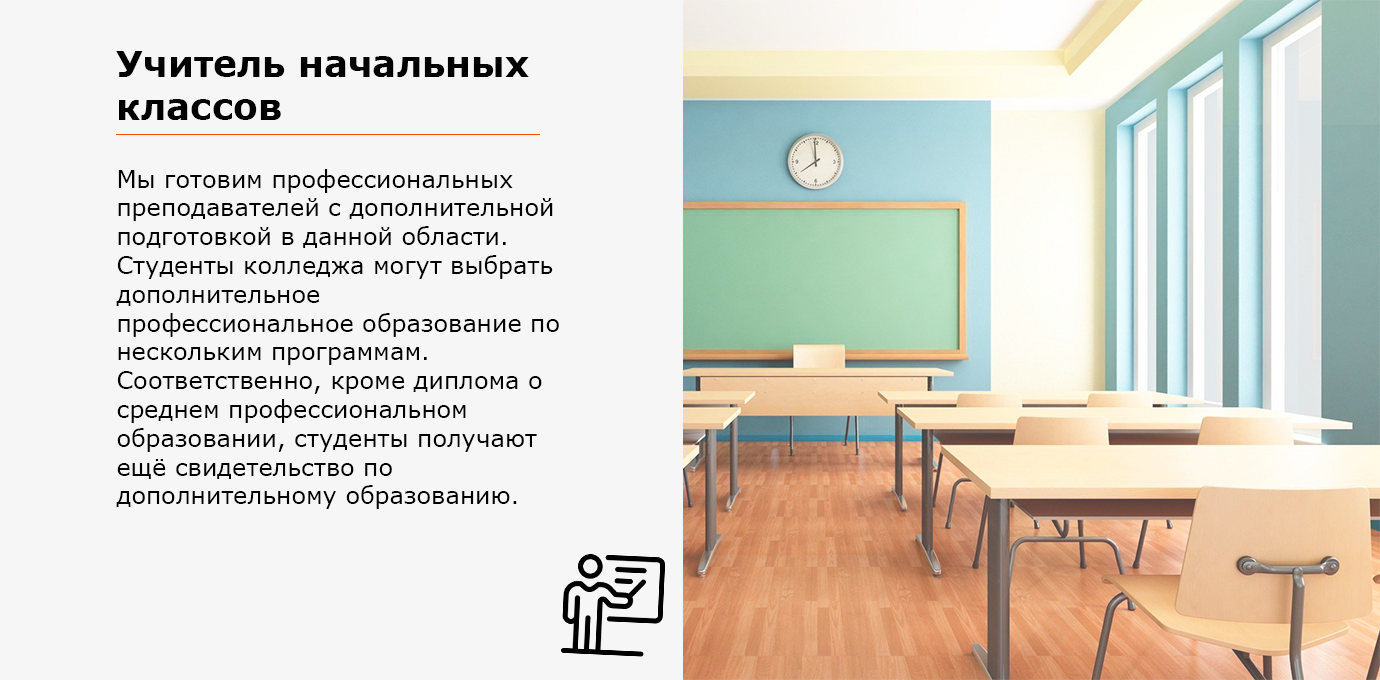 Учитель начальных
классов
Мы готовим профессиональных
преподавателей с дополнительной
подготовкой в данной области.
Студенты колледжа могут выбрать
дополнительное
профессиональное образование по
нескольким программам.
Соответственно, кроме диплома о
среднем профессиональном
образовании, студенты получают
ещё свидетельство по
дополнительному образованию.